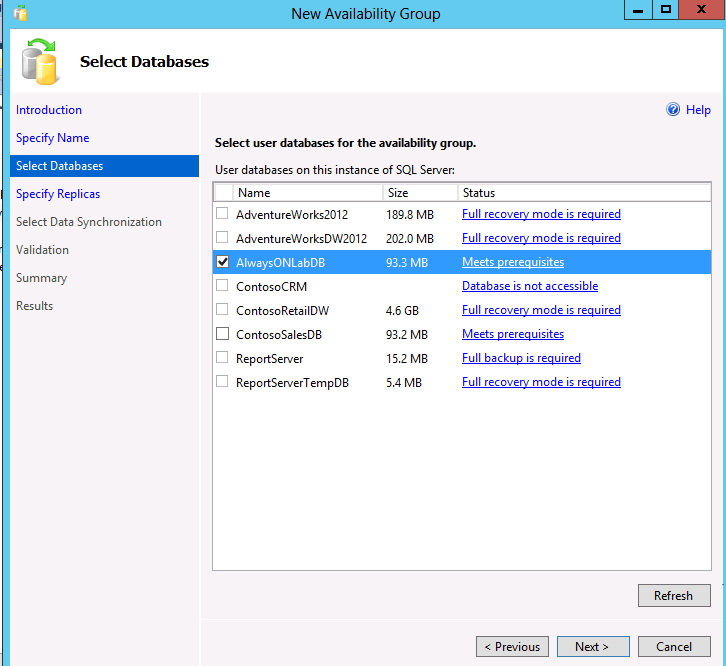 New Availability Group
Select Databases
Introduction
Specify Name
Select Databases
Specify Replicas
Select Data Synchronization
Validation
Summary
Results
Help
Select user databases for the availability group.
User databases on this instance of SQL Server:
Name Size Status
AdventureWorks2012 189.8 MB Full recovery mode is required
AdventureWorksDW2012 202.0 MB Full recovery mode is required
AlwaysONLabDB 93.3 MB Meets prerequisites
ContosoCRM Database is not accessible
ContosoRetailDW 4.6 GB Full recovery mode is required
ContosoSalesDB 93.2 MB Meets prerequisites
ReportServer 15.2 MB Full backup is required
ReportServerTempDB 5.4 MB Full recovery mode is required
Refresh
< Previous Next > Cancel